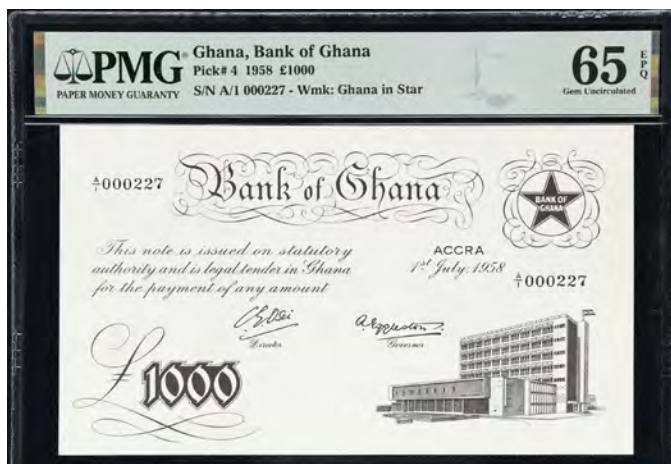 PMG
PAPER MONEY GUARANTY
Ghana, Bank of Ghana
Pick# 4 1958 £1000
S/N A/1 000227 - Wmk: Ghana in Star
65 EPQ
Gem Uncirculated
A/1 000227
Bank of Ghana
BANK OF
GHANA
This note is issued on statutory
authority and is legal tender in Ghana
for the payment of any amount
ACCRA
1st July, 1958
A/1 000227
Director
Governor
£1000